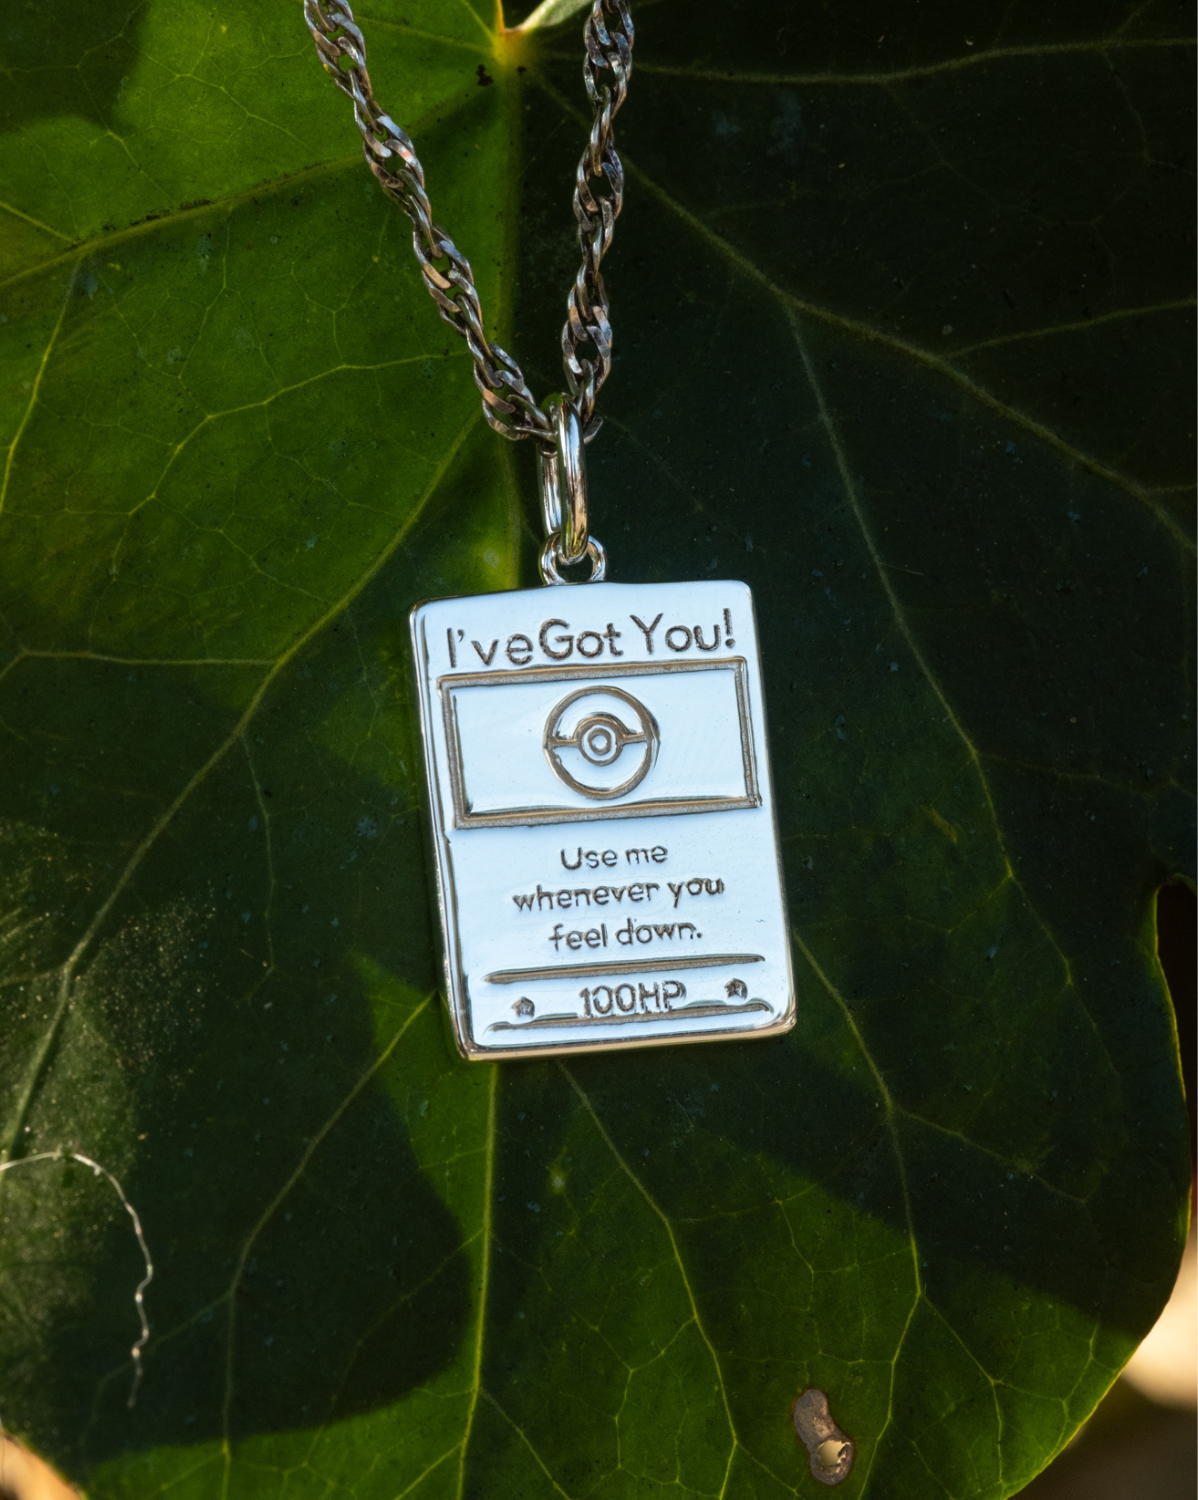 I've Got You!
Use me
whenever you
feel down.
100HP